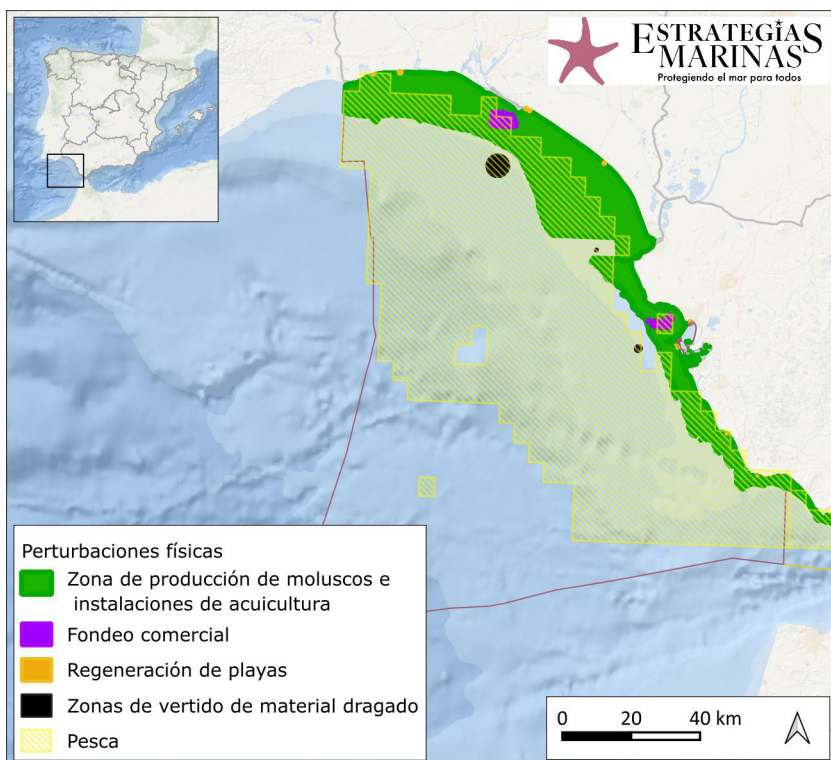 ESTRATEGIAS
MARINAS
Protegiendo el mar para todos
Perturbaciones físicas
Zona de producción de moluscos e
instalaciones de acuicultura
Fondeo comercial
Regeneración de playas
Zonas de vertido de material dragado
Pesca
0 20 40 km